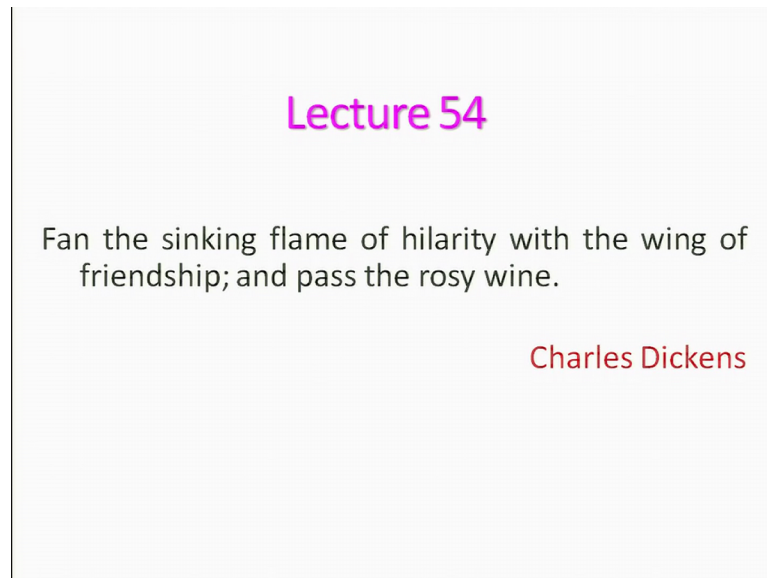 Lecture 54
Fan the sinking flame of hilarity with the wing of
friendship; and pass the rosy wine.
Charles Dickens